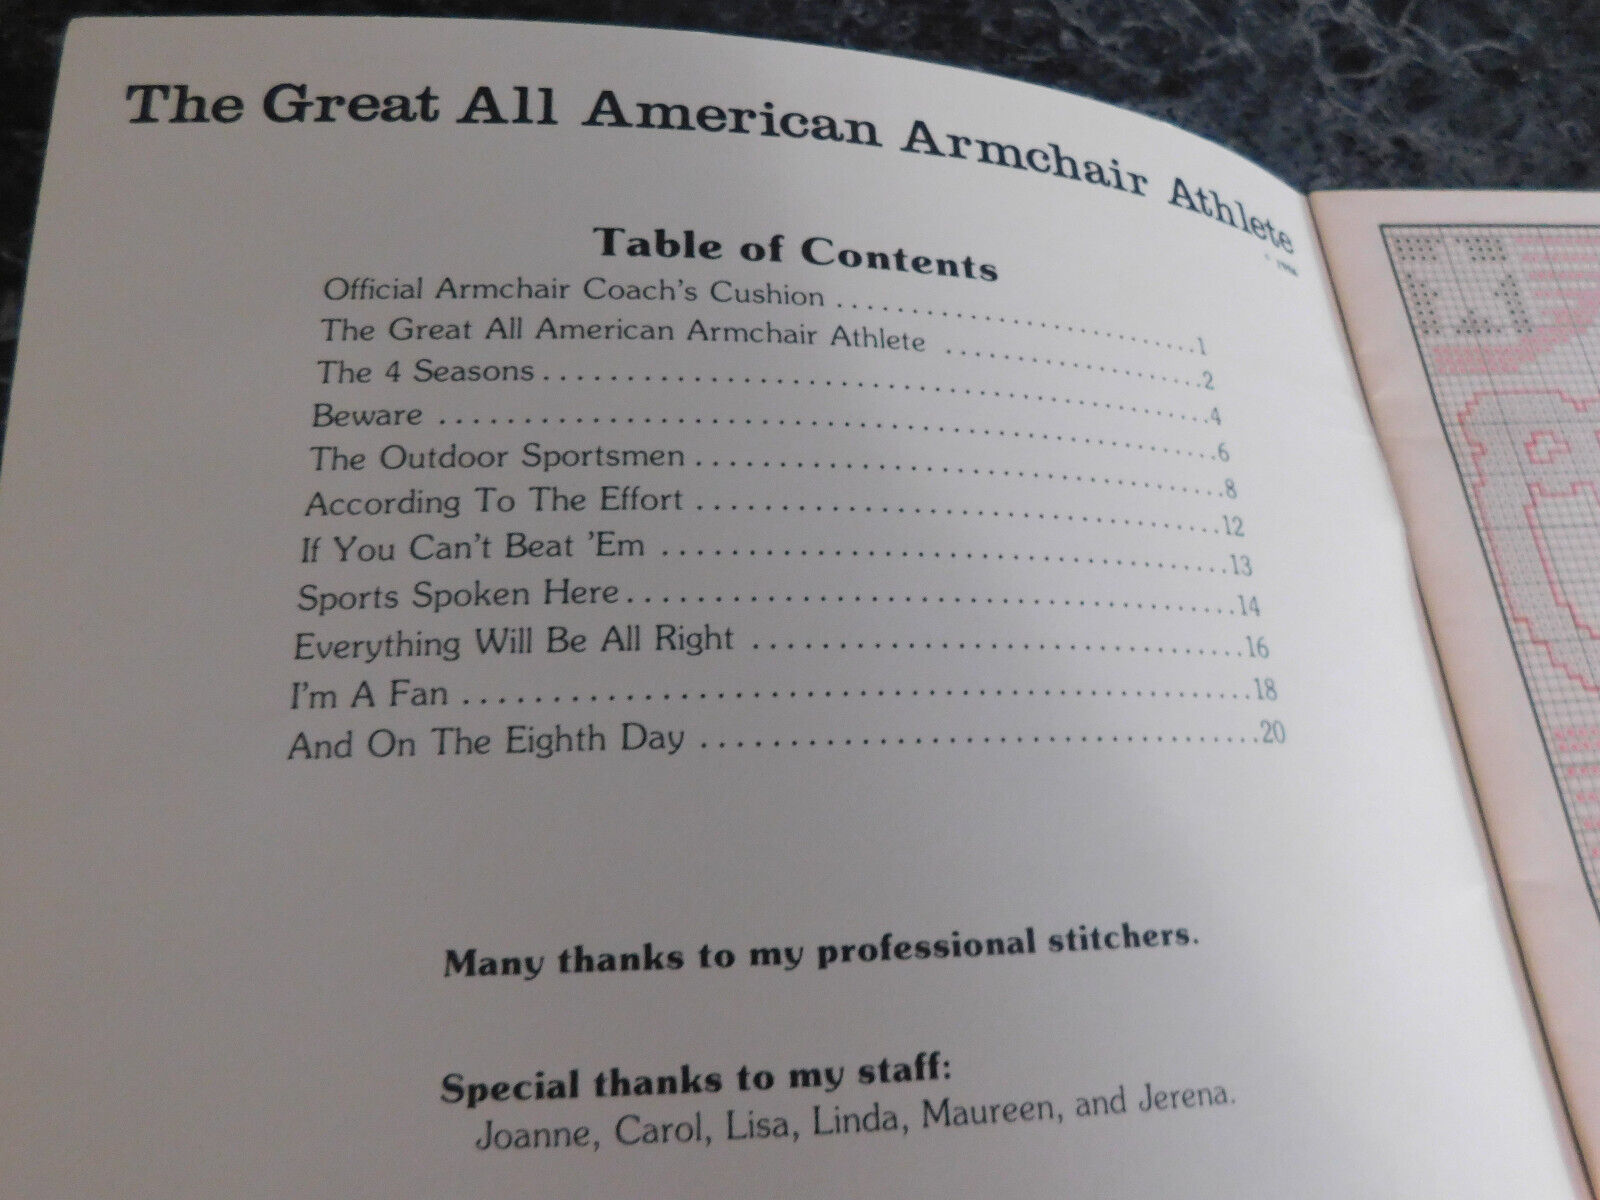 The Great All American Armchair Athlete
Table of Contents
Official Armchair Coach's Cushion ........................1
The Great All American Armchair Athlete ..................2
The 4 Seasons........................................4
Beware ..............................................6
The Outdoor Sportsmen................................8
According To The Effort ...............................12
If You Can't Beat 'Em ..................................13
Sports Spoken Here.....................................14
Everything Will Be All Right ..............................16
I'm A Fan ..............................................18
And On The Eighth Day ..................................20
Many thanks to my professional stitchers.
Special thanks to my staff:
Joanne, Carol, Lisa, Linda, Maureen, and Jerena.